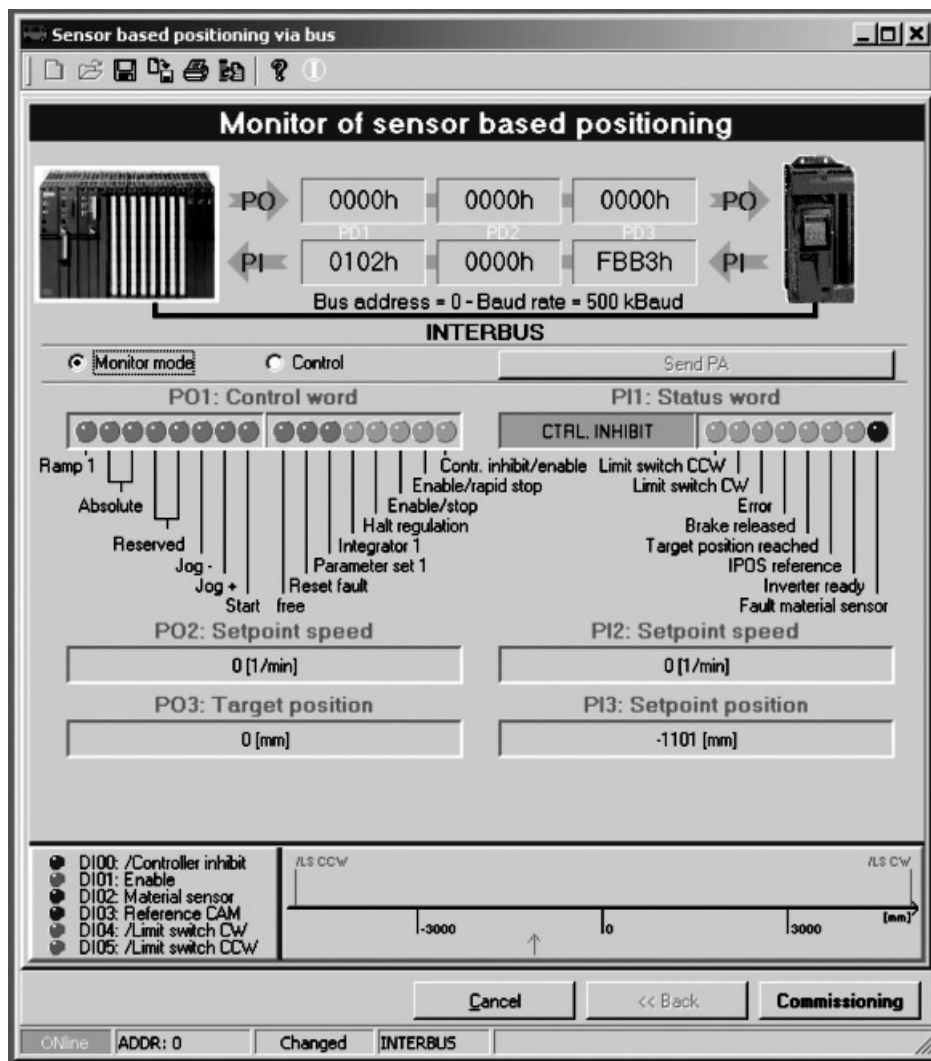 Sensor based positioning via bus
Monitor of sensor based positioning
PO 0000h 0000h 0000h PO
PD1 PD2 PD3
PI 0102h 0000h FBB3h PI
Bus address = 0 - Baud rate = 500 kBaud
INTERBUS
Monitor mode Control Send PA
PO1: Control word PI1: Status word
CTRL. INHIBIT
Ramp 1 Contr. inhibit/enable Limit switch CCW
Enable/rapid stop Limit switch CW
Absolute Enable/stop Error
Halt regulation Brake released
Reserved Integrator 1 Target position reached
Jog - Parameter set 1 IPOS reference
Jog + Reset fault Inverter ready
Start free Fault material sensor
PO2: Setpoint speed PI2: Setpoint speed
0 [1/min] 0 [1/min]
PO3: Target position PI3: Setpoint position
0 [mm] -1101 [mm]
DI00: /Controller inhibit
DI01: Enable
DI02: Material sensor
DI03: Reference CAM
DI04: /Limit switch CW
DI05: /Limit switch CCW
/LS CCW /LS CW
-3000 0 3000 [mm]
Cancel << Back Commissioning
ONline ADDR: 0 Changed INTERBUS